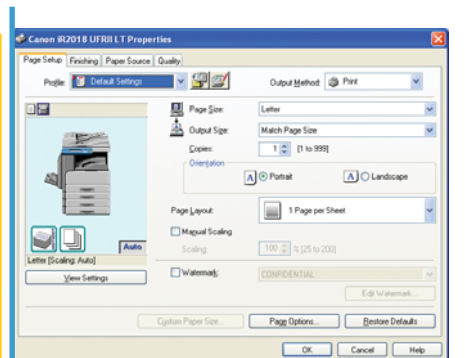 Canon iR2018 UFRII LT Properties
Page Setup Finishing Paper Source Quality
Profile: Default Settings Output Method: Print
Page Size: Letter
Output Size: Match Page Size
Copies: 1 [1 to 999]
Orientation
A Portrait A Landscape
Page Layout: 1 Page per Sheet
Manual Scaling
Scaling: 100 % [25 to 200]
Auto
Letter [Scaling: Auto]
View Settings
Watermark: CONFIDENTIAL
Edit Watermark...
Custom Paper Size... Page Options... Restore Defaults
OK Cancel Help